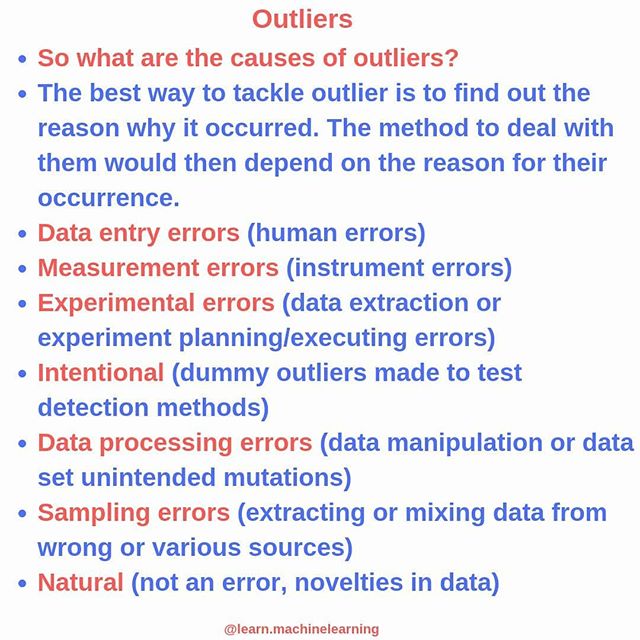 Outliers
• So what are the causes of outliers?
• The best way to tackle outlier is to find out the
reason why it occurred. The method to deal with
them would then depend on the reason for their
occurrence.
• Data entry errors (human errors)
• Measurement errors (instrument errors)
• Experimental errors (data extraction or
experiment planning/executing errors)
• Intentional (dummy outliers made to test
detection methods)
• Data processing errors (data manipulation or data
set unintended mutations)
• Sampling errors (extracting or mixing data from
wrong or various sources)
• Natural (not an error, novelties in data)
@learn.machinelearning